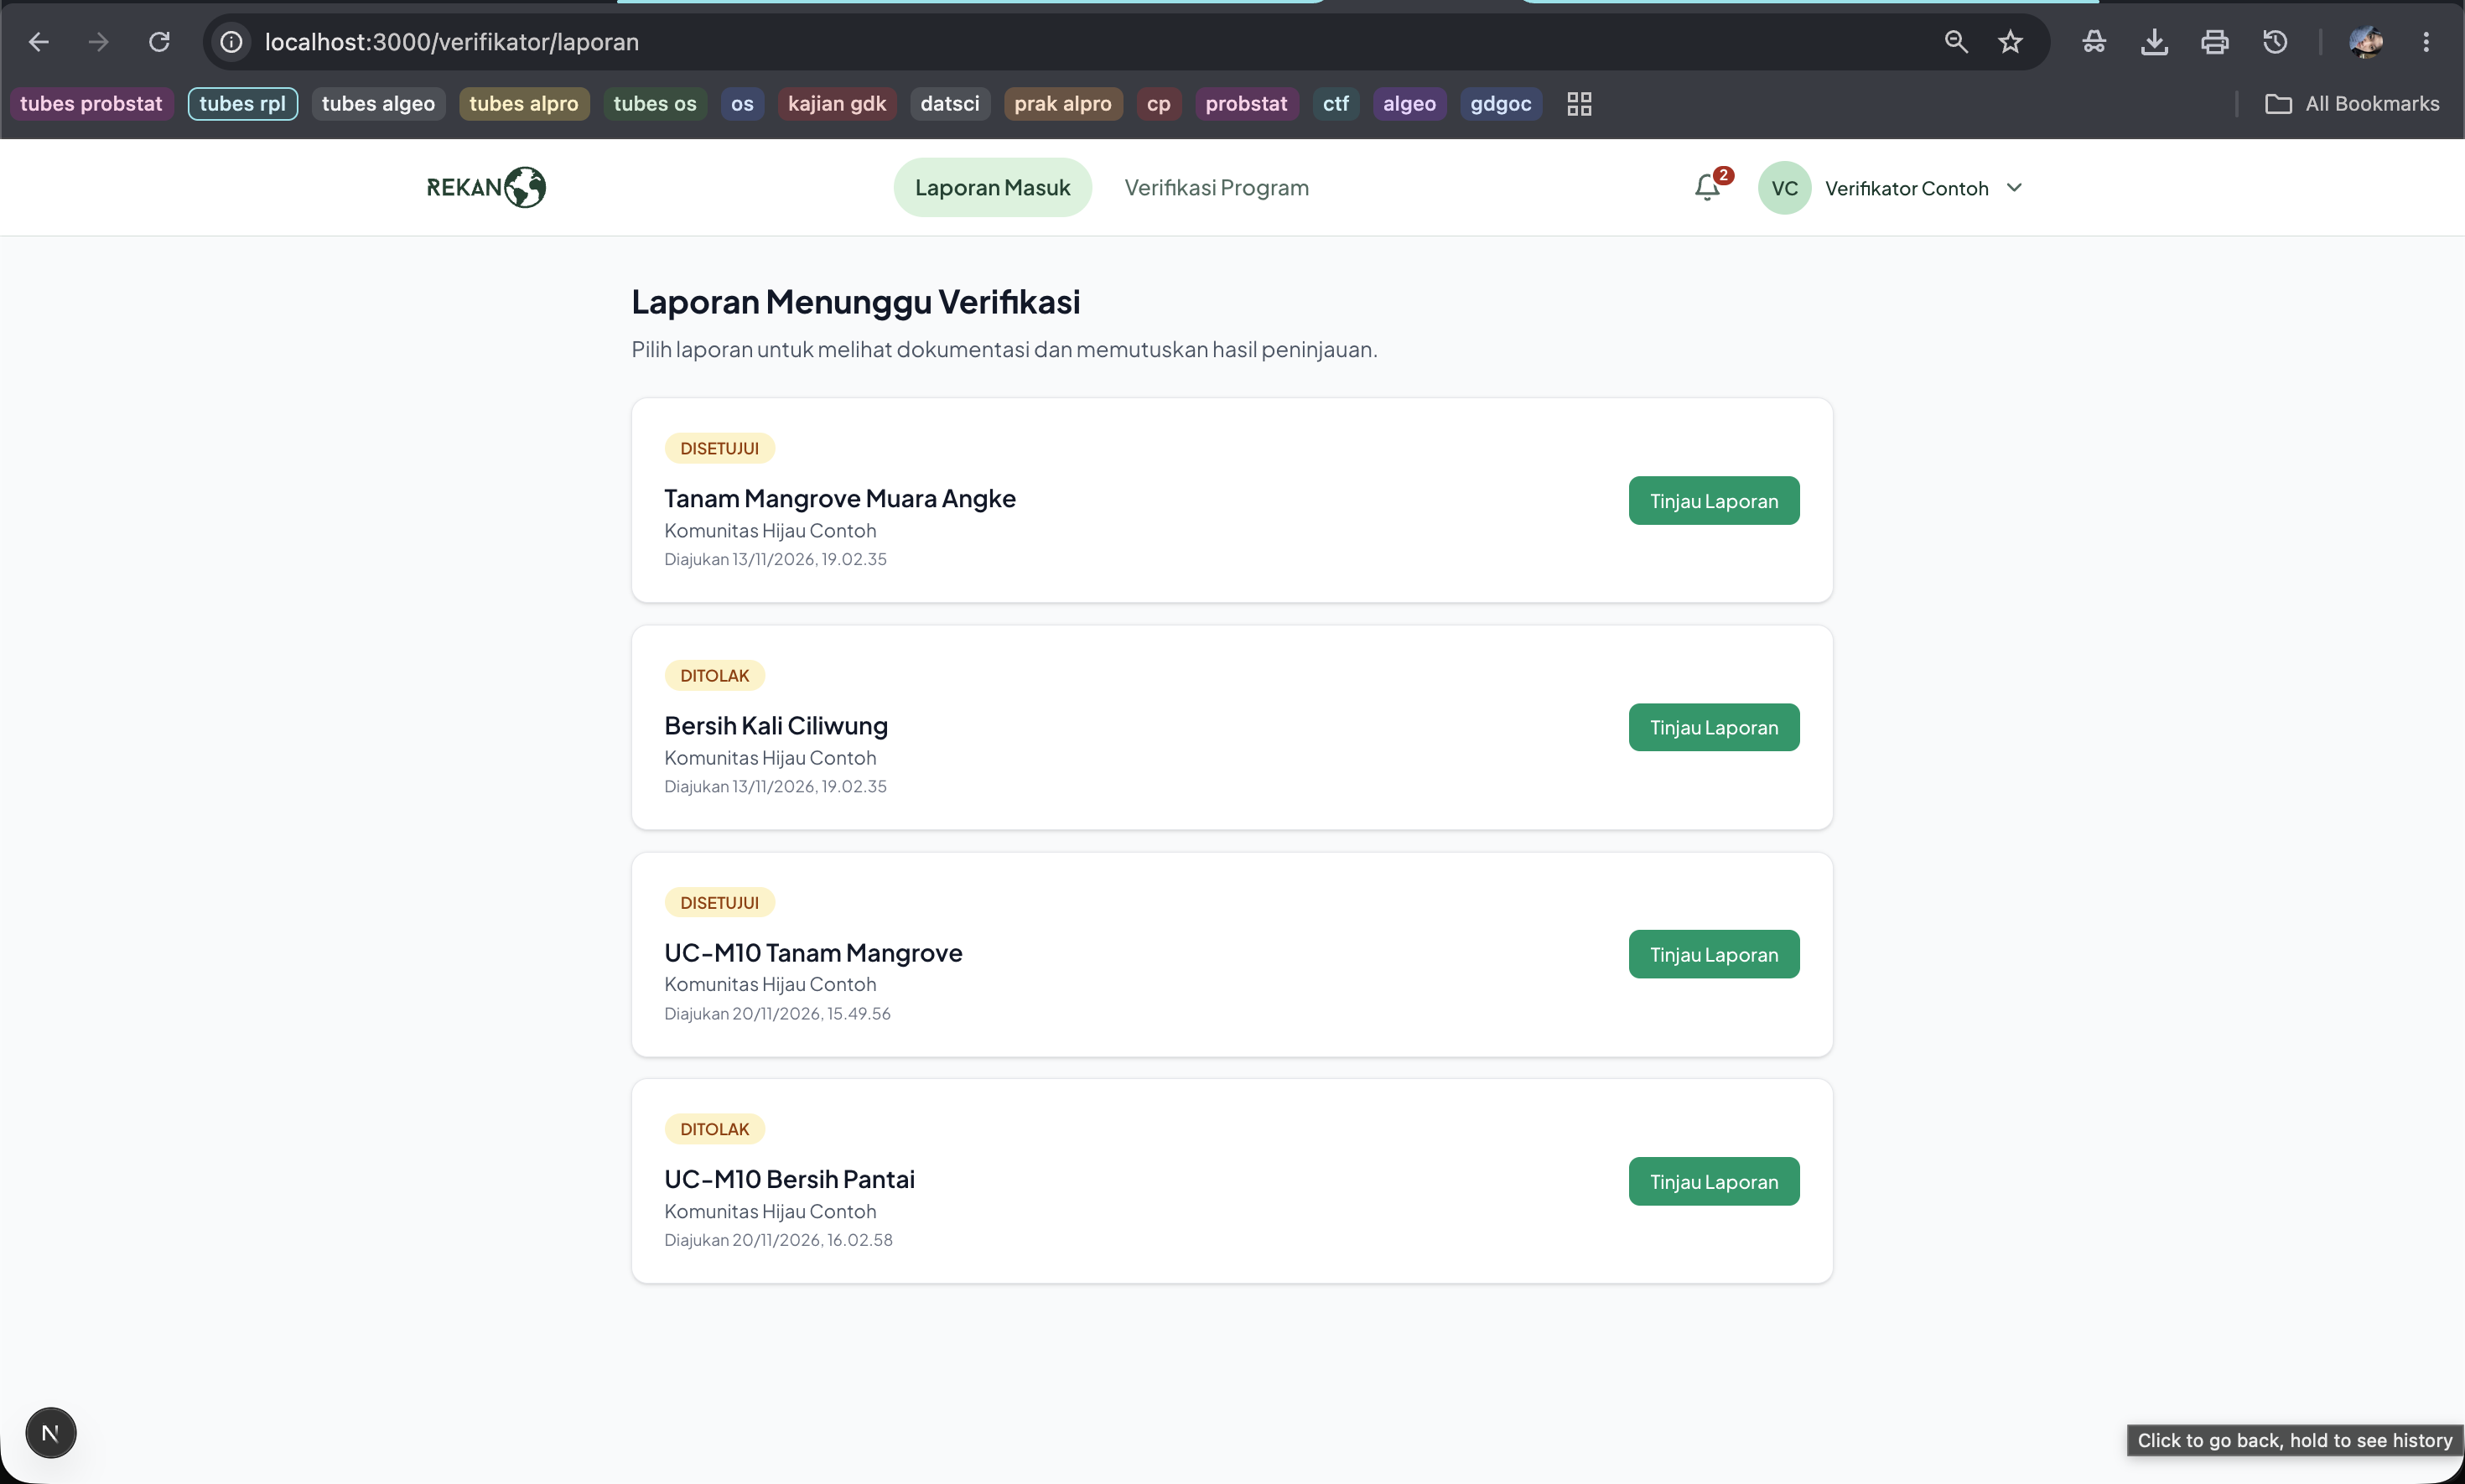 localhost:3000/verifikator/laporan
tubes probstat tubes rpl tubes algeo tubes alpro tubes os os kajian gdk datsci prak alpro cp probstat ctf algeo gdgoc All Bookmarks
REKAN Laporan Masuk Verifikasi Program 2 VC Verifikator Contoh
Laporan Menunggu Verifikasi
Pilih laporan untuk melihat dokumentasi dan memutuskan hasil peninjauan.
DISETUJUI
Tanam Mangrove Muara Angke
Komunitas Hijau Contoh
Diajukan 13/11/2026, 19.02.35
Tinjau Laporan
DITOLAK
Bersih Kali Ciliwung
Komunitas Hijau Contoh
Diajukan 13/11/2026, 19.02.35
Tinjau Laporan
DISETUJUI
UC-M10 Tanam Mangrove
Komunitas Hijau Contoh
Diajukan 20/11/2026, 15.49.56
Tinjau Laporan
DITOLAK
UC-M10 Bersih Pantai
Komunitas Hijau Contoh
Diajukan 20/11/2026, 16.02.58
Tinjau Laporan
N
Click to go back, hold to see history